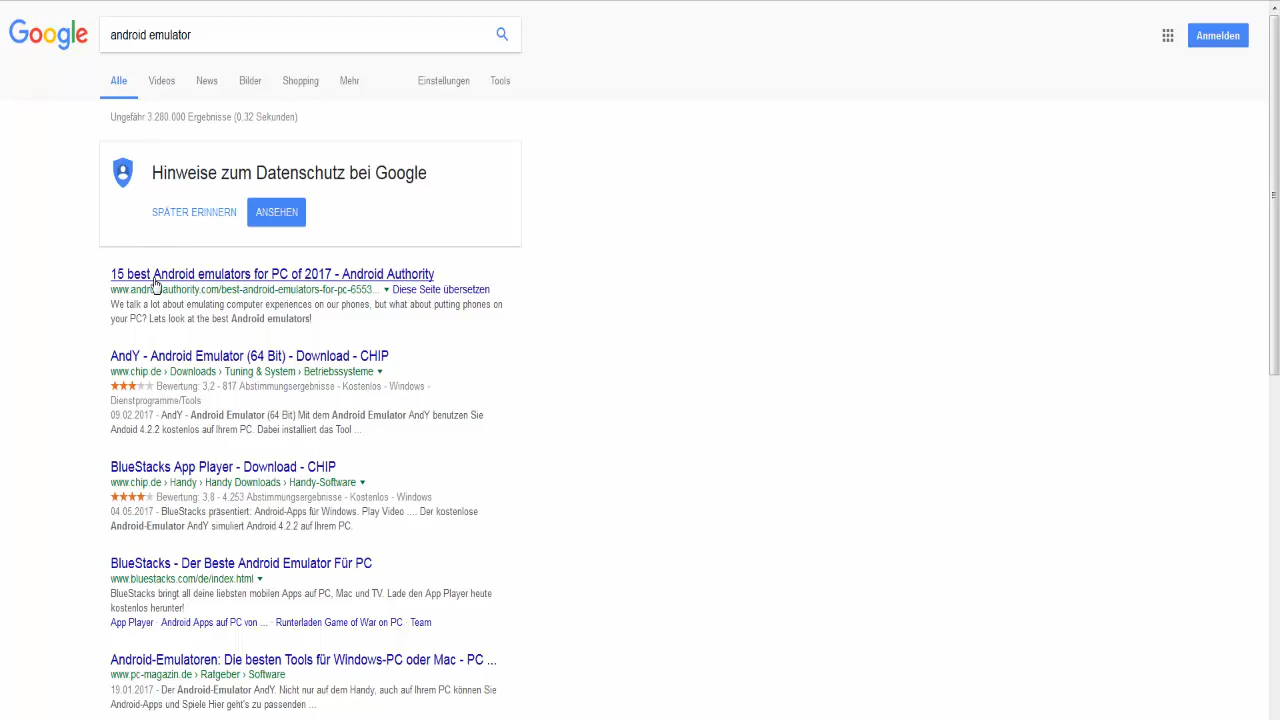 Google
android emulator
Anmelden
Alle Videos News Bilder Shopping Mehr Einstellungen Tools
Ungefähr 3.280.000 Ergebnisse (0,32 Sekunden)
Hinweise zum Datenschutz bei Google
SPÄTER ERINNERN ANSEHEN
15 best Android emulators for PC of 2017 - Android Authority
www.androidauthority.com/best-android-emulators-for-pc-6553... Diese Seite übersetzen
We talk a lot about emulating computer experiences on our phones, but what about putting phones on
your PC? Lets look at the best Android emulators!
AndY - Android Emulator (64 Bit) - Download - CHIP
www.chip.de › Downloads › Tuning & System › Betriebssysteme
Bewertung: 3,2 - 817 Abstimmungsergebnisse - Kostenlos - Windows -
Dienstprogramme/Tools
09.02.2017 - AndY - Android Emulator (64 Bit) Mit dem Android Emulator AndY benutzen Sie
Andoid 4.2.2 kostenlos auf Ihrem PC. Dabei installiert das Tool ...
BlueStacks App Player - Download - CHIP
www.chip.de › Handy › Handy Downloads › Handy-Software
Bewertung: 3,8 - 4.253 Abstimmungsergebnisse - Kostenlos - Windows
04.05.2017 - BlueStacks präsentiert: Android-Apps für Windows. Play Video .... Der kostenlose
Android-Emulator AndY simuliert Android 4.2.2 auf Ihrem PC.
BlueStacks - Der Beste Android Emulator Für PC
www.bluestacks.com/de/index.html
BlueStacks bringt all deine liebsten mobilen Apps auf PC, Mac und TV. Lade den App Player heute
kostenlos herunter!
App Player · Android Apps auf PC von ... · Runterladen Game of War on PC · Team
Android-Emulatoren: Die besten Tools für Windows-PC oder Mac - PC ...
www.pc-magazin.de › Ratgeber › Software
19.01.2017 - Der Android-Emulator AndY. Nicht nur auf dem Handy, auch auf Ihrem PC können Sie
Android-Apps und Spiele Hier geht's zu passenden ...